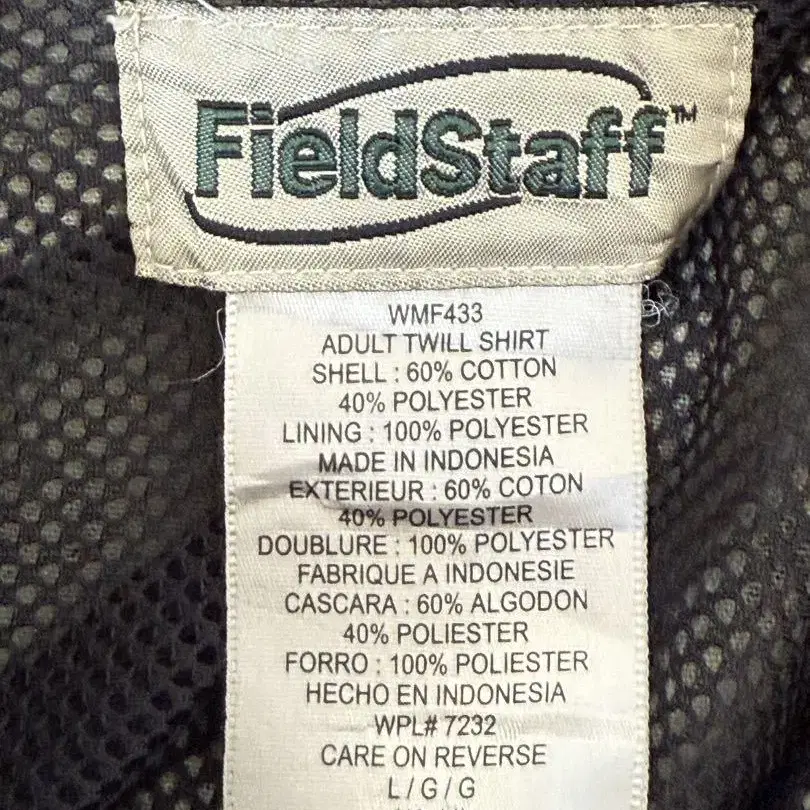 FieldStaff™
WMF433
ADULT TWILL SHIRT
SHELL : 60% COTTON
40% POLYESTER
LINING : 100% POLYESTER
MADE IN INDONESIA
EXTERIEUR : 60% COTON
40% POLYESTER
DOUBLURE : 100% POLYESTER
FABRIQUE A INDONESIE
CASCARA : 60% ALGODON
40% POLIESTER
FORRO : 100% POLIESTER
HECHO EN INDONESIA
WPL# 7232
CARE ON REVERSE
L / G / G